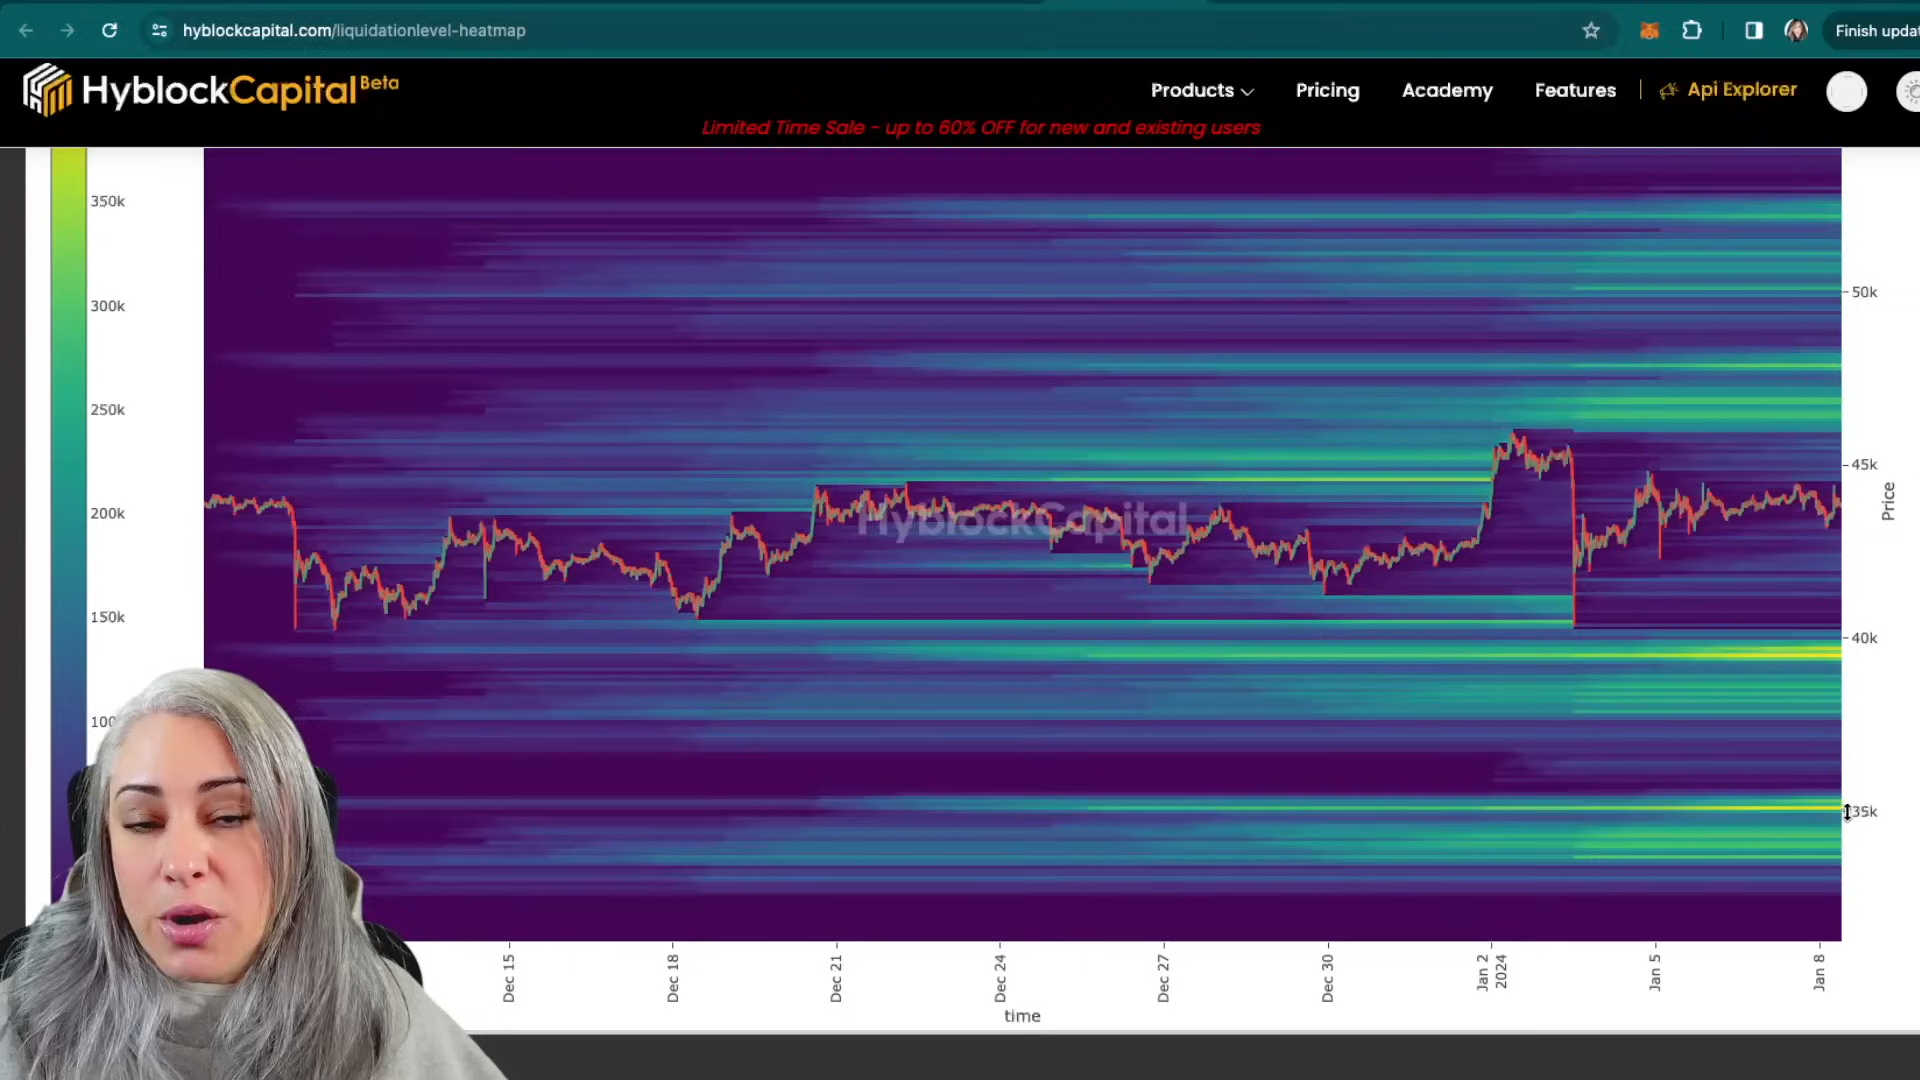 hyblockcapital.com/liquidationlevel-heatmap
Finish
HyblockCapital Beta
Products
Pricing
Academy
Features
Api Explorer
Limited Time Sale - up to 60% OFF for new and existing users
350k
300k
250k
200k
150k
HyblockCapital
50k
45k
40k
35k
Price
Dec 15
Dec 18
Dec 21
Dec 24
Dec 27
Dec 30
Jan 2
2024
Jan 5
Jan 8
time